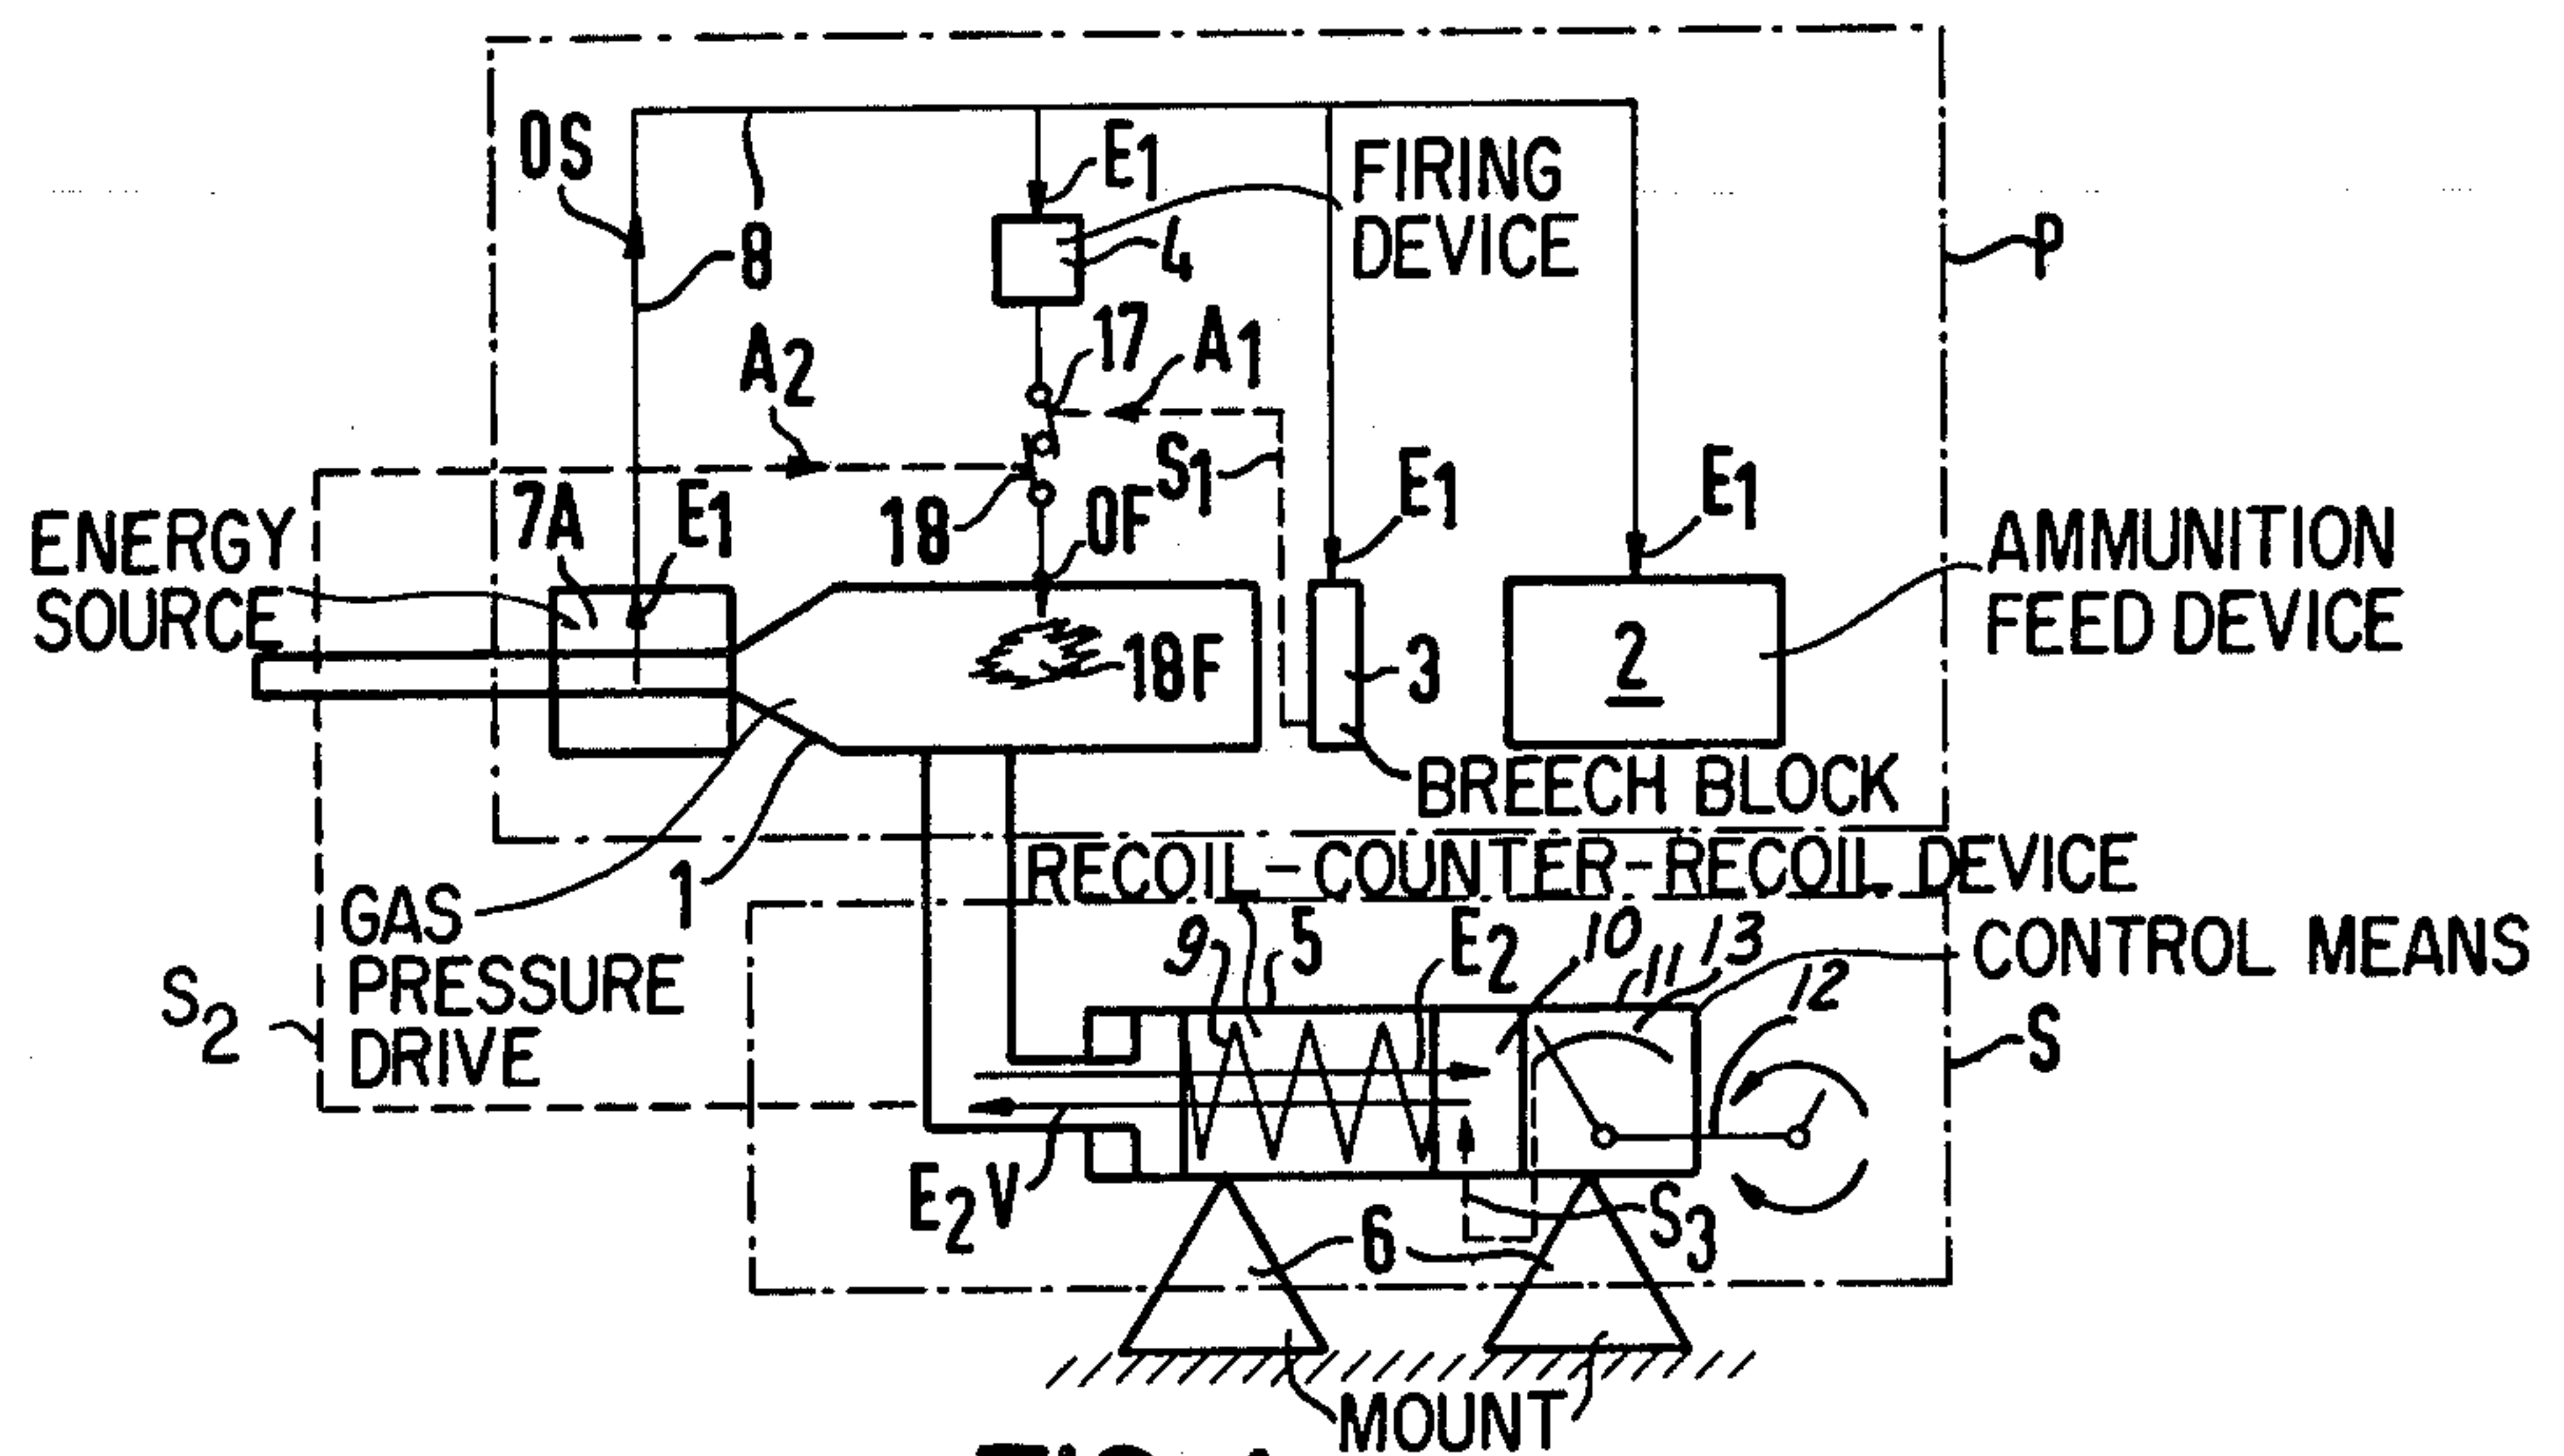 OS
E1
FIRING
DEVICE
8
4
P
A2
17
A1
S1
7A
E1
18
OF
E1
E1
ENERGY
SOURCE
AMMUNITION
FEED DEVICE
18F
3
2
BREECH BLOCK
1
RECOIL-COUNTER-RECOIL DEVICE
GAS
PRESSURE
DRIVE
S2
9
5
E2
10
11
13
12
CONTROL MEANS
S
E2V
6
S3
MOUNT